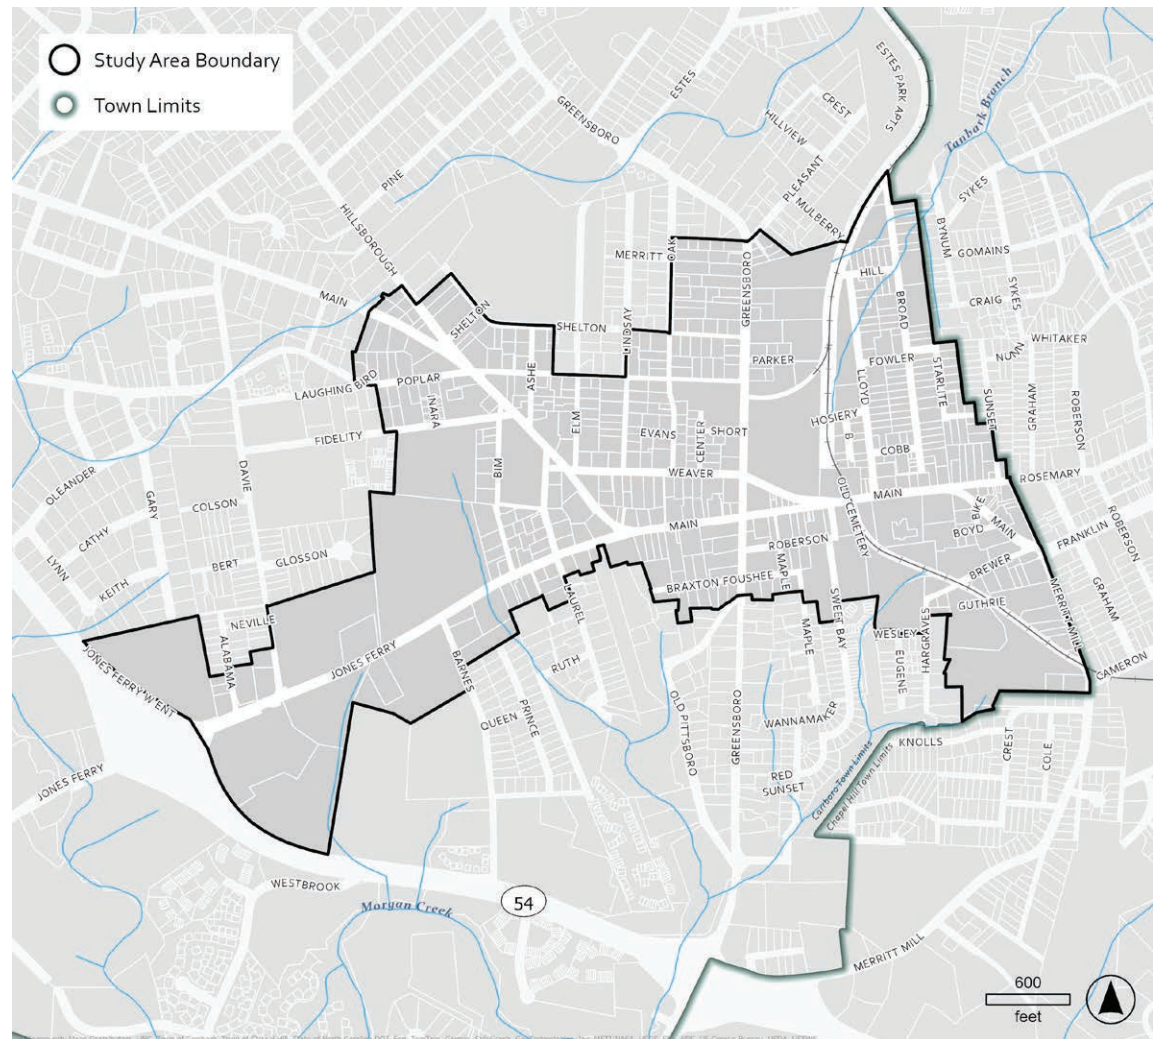 Study Area Boundary
Town Limits
ESTES PARK APTS
Tanbark Branch
ESTES
CREST
GREENSBORO
HILLVIEW
PLEASANT
PINE
MULBERRY
SYKES
BYNUM
HILLSBOROUGH
MERRITT
OAK
GOMAINS
HILL
SYKES
MAIN
SHELTON
SHELTON
LINDSAY
GREENSBORO
BROAD
CRAIG
WHITAKER
NUNN
PARKER
FOWLER
LAUGHING BIRD
POPLAR
ASHE
LLOYD
STARLITE
INARA
SUNSET
GRAHAM
ROBERSON
ELM
HOSIERY
FIDELITY
EVANS
CENTER
SHORT
B
COBB
BIM
WEAVER
OLEANDER
DAVIE
ROSEMARY
GARY
COLSON
MAIN
OLD CEMETERY
BIKE
MAIN
CATHY
MAIN
BOYD
FRANKLIN
ROBERSON
ROBERSON
LYNN
GLOSSON
BERT
MAPLE
BREWER
KEITH
BRAXTON FOUSHEE
LAUREL
SWEET BAY
GUTHRIE
MERRITT MILL
GRAHAM
NEVILLE
ALABAMA
WESLEY
HARGRAVES
MAPLE
EUGENE
JONES FERRY
BARNES
RUTH
CAMERON
JONES FERRY W ENT
OLD PITTSBORO
GREENSBORO
QUEEN
PRINCE
WANNAMAKER
KNOLLS
CREST
COLE
JONES FERRY
RED SUNSET
Carrboro Town Limits
Chapel Hill Town Limits
WESTBROOK
54
Morgan Creek
MERRITT MILL
600
feet